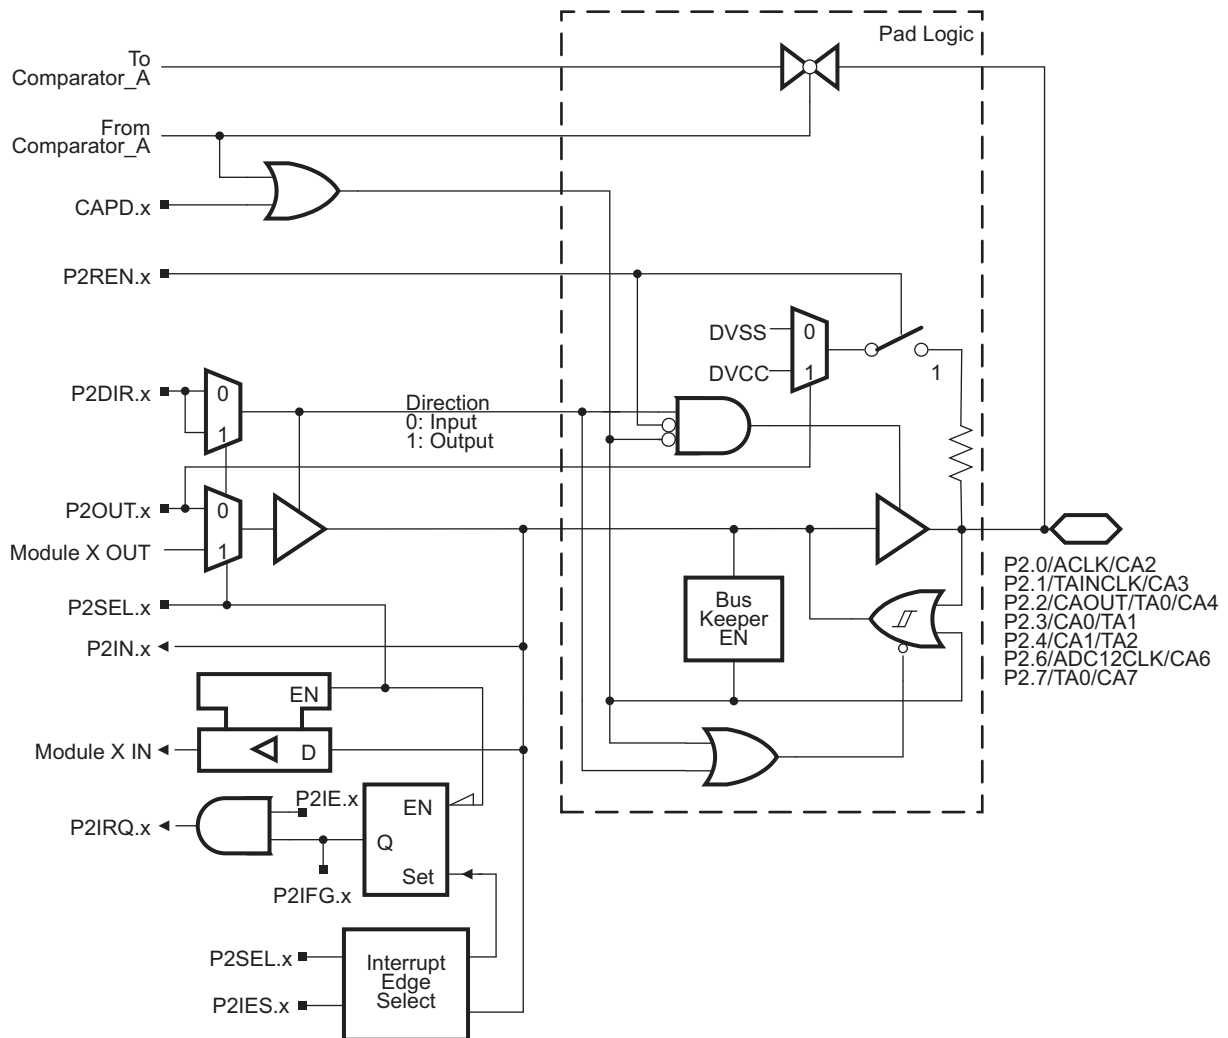 Pad Logic
To
Comparator_A
From
Comparator_A
CAPD.x
P2REN.x
DVSS
0
DVCC
1
1
P2DIR.x
0
1
Direction
0: Input
1: Output
P2OUT.x
0
Module X OUT
1
P2SEL.x
P2IN.x
Bus
Keeper
EN
P2.0/ACLK/CA2
P2.1/TAINCLK/CA3
P2.2/CAOUT/TA0/CA4
P2.3/CA0/TA1
P2.4/CA1/TA2
P2.6/ADC12CLK/CA6
P2.7/TA0/CA7
EN
Module X IN
D
P2IE.x
EN
P2IRQ.x
Q
Set
P2IFG.x
P2SEL.x
P2IES.x
Interrupt
Edge
Select